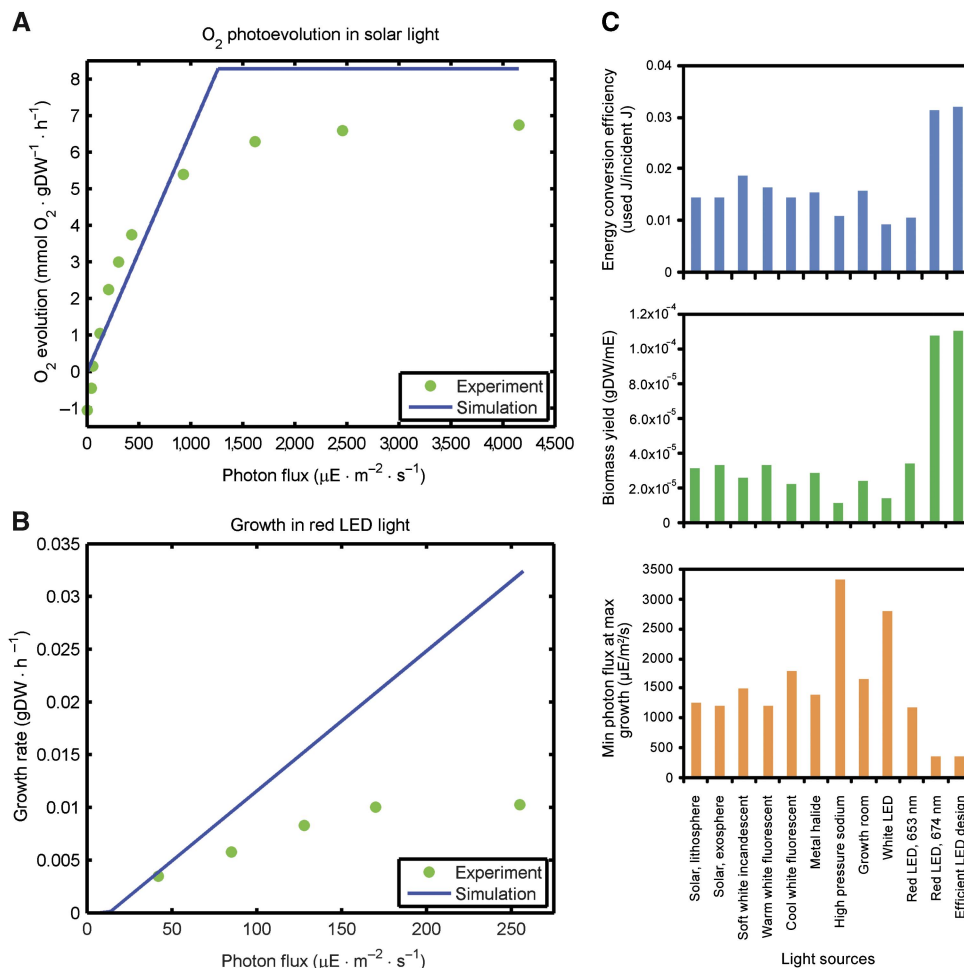 A
O2 photoevolution in solar light
O2 evolution (mmol O2 · gDW−1 · h−1)
8
7
6
5
4
3
2
1
0
−1
Experiment
Simulation
0 500 1,000 1,500 2,000 2,500 3,000 3,500 4,000 4,500
Photon flux (μE · m−2 · s−1)
B
Growth in red LED light
Growth rate (gDW · h−1)
0.035
0.03
0.025
0.02
0.015
0.01
0.005
0
Experiment
Simulation
0 50 100 150 200 250
Photon flux (μE · m−2 · s−1)
C
Energy conversion efficiency
(used J/incident J)
0.04
0.03
0.02
0.01
0
Biomass yield (gDW/mE)
1.2x10-4
1.0x10-4
8.0x10-5
6.0x10-5
4.0x10-5
2.0x10-5
0
Min photon flux at max
growth (μE/m2/s)
3500
3000
2500
2000
1500
1000
500
0
Solar, lithosphere
Solar, exosphere
Soft white incandescent
Warm white fluorescent
Cool white fluorescent
Metal halide
High pressure sodium
Growth room
White LED
Red LED, 653 nm
Red LED, 674 nm
Efficient LED design
Light sources